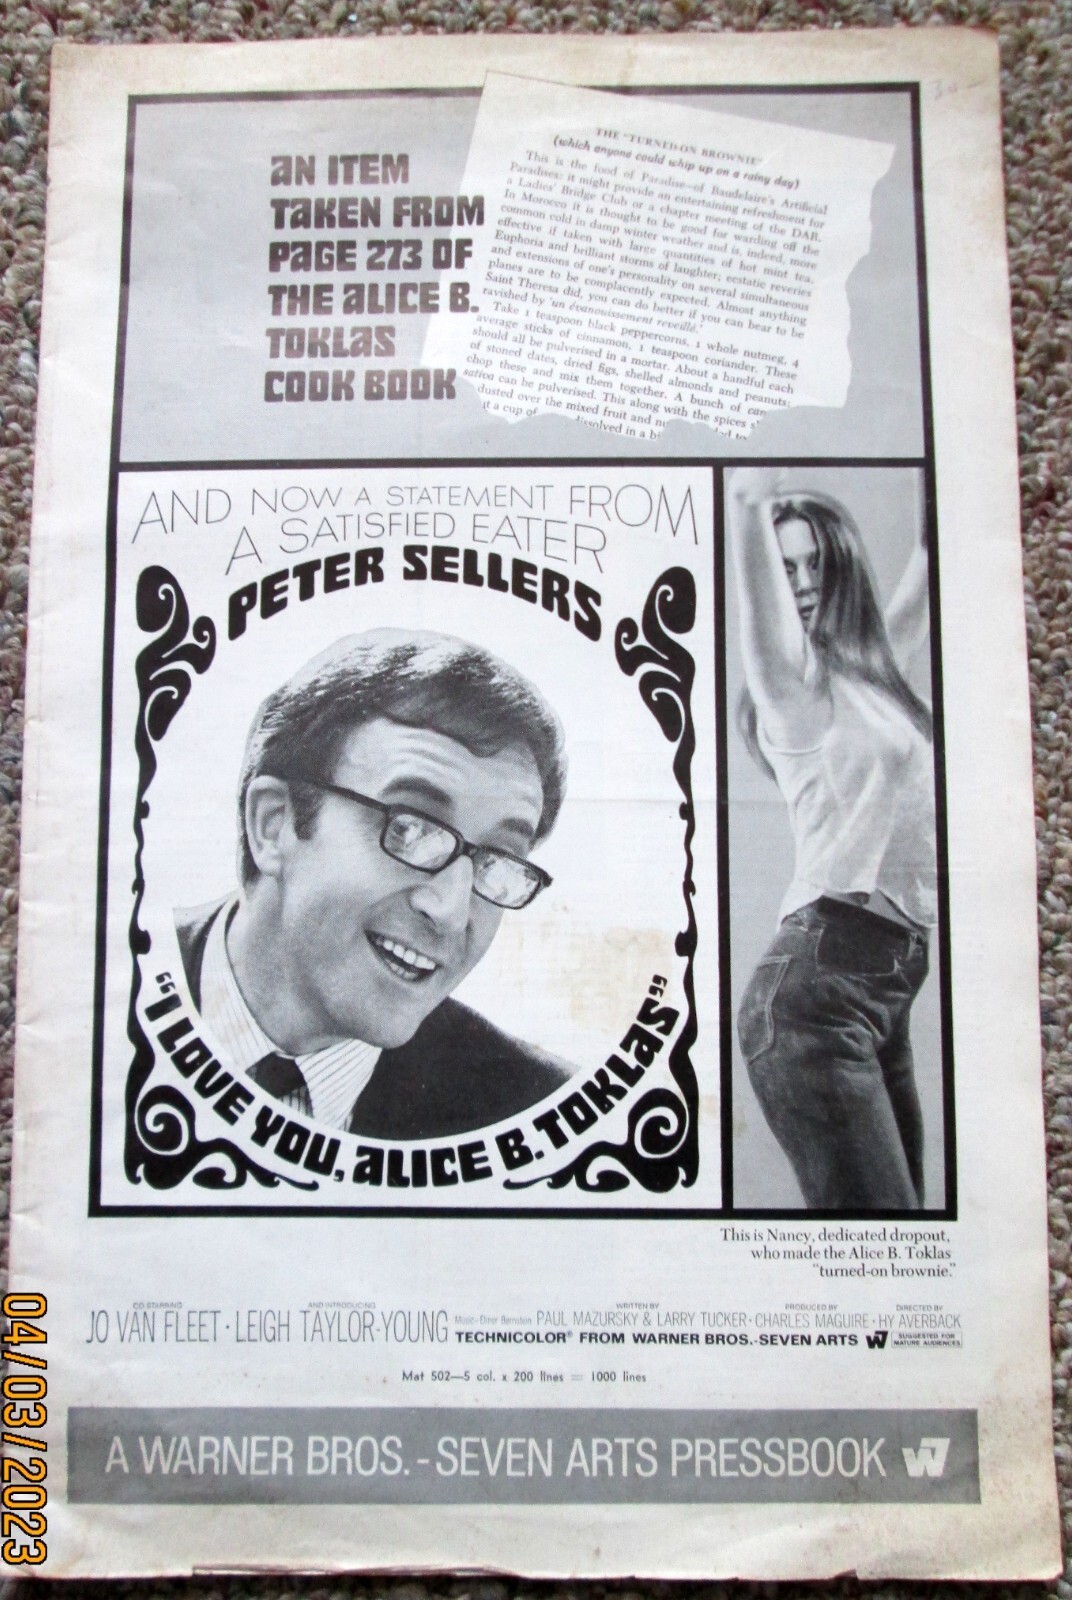 AN ITEM
TAKEN FROM
PAGE 273 OF
THE ALICE B.
TOKLAS
COOK BOOK
THE "TURNED-ON BROWNIE"
(which anyone could whip up on a rainy day)
This is the food of Paradise—of Baudelaire's Artificial
Paradises: it might provide an entertaining refreshment for
a Ladies' Bridge Club or a chapter meeting of the DAR.
In Morocco it is thought to be good for warding off the
common cold in damp winter weather and is, indeed, more
effective if taken with large quantities of hot mint tea.
Euphoria and brilliant storms of laughter; ecstatic reveries
and extensions of one's personality on several simultaneous
planes are to be complacently expected. Almost anything
Saint Theresa did, you can do better if you can bear to be
ravished by 'un évanouissement reveillé.'
Take 1 teaspoon black peppercorns, 1 whole nutmeg, 4
average sticks of cinnamon, 1 teaspoon coriander. These
should all be pulverised in a mortar. About a handful each
of stoned dates, dried figs, shelled almonds and peanuts;
chop these and mix them together. A bunch of can
sativa can be pulverised. This along with the spices s
dusted over the mixed fruit and nu
a cup of dissolved in a b
AND NOW A STATEMENT FROM
A SATISFIED EATER
PETER SELLERS
"I LOVE YOU, ALICE B. TOKLAS"
This is Nancy, dedicated dropout,
who made the Alice B. Toklas
"turned-on brownie."
CO-STARRING AND INTRODUCING WRITTEN BY PRODUCED BY DIRECTED BY
JO VAN FLEET · LEIGH TAYLOR-YOUNG Music-Elmer Bernstein PAUL MAZURSKY & LARRY TUCKER · CHARLES MAGUIRE · HY AVERBACK
TECHNICOLOR® FROM WARNER BROS.-SEVEN ARTS W7 SUGGESTED FOR MATURE AUDIENCES
Mat 502—5 col. x 200 lines = 1000 lines
A WARNER BROS.-SEVEN ARTS PRESSBOOK W7
04/03/2023